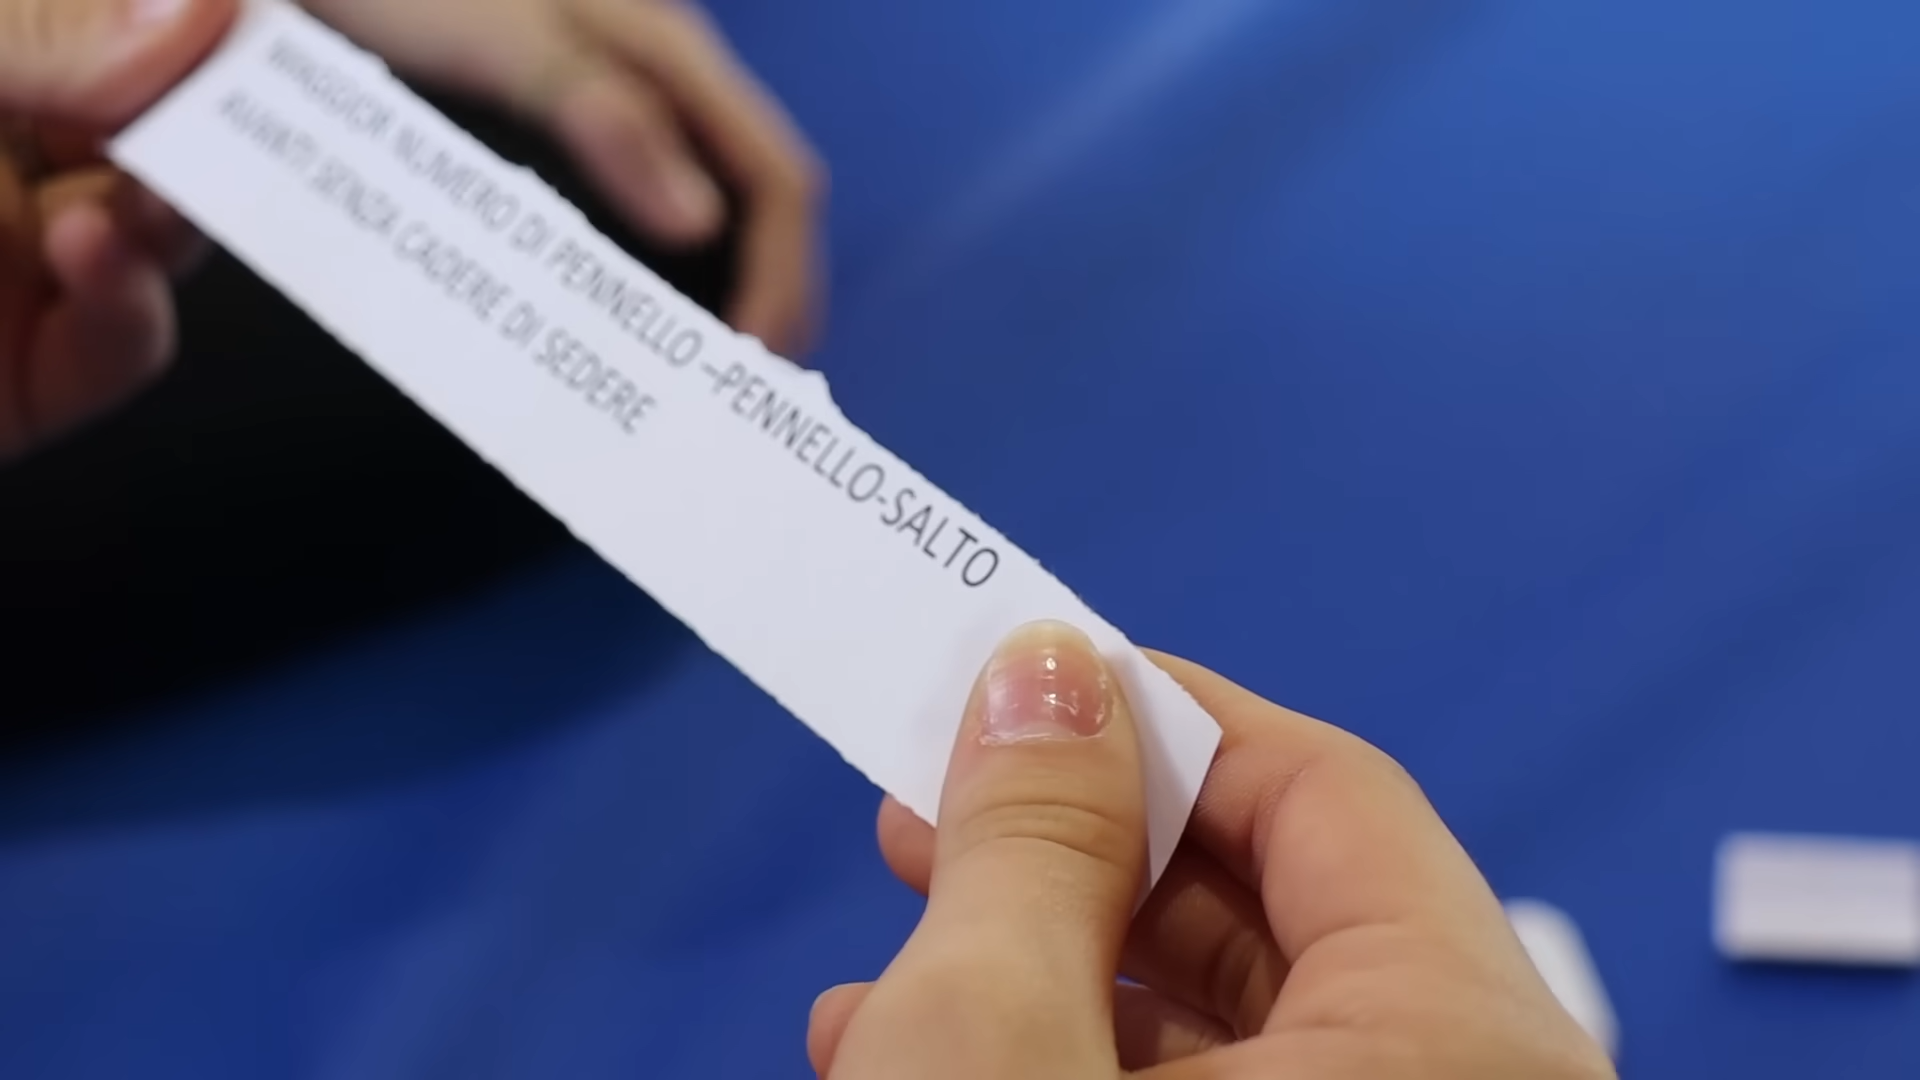 MAGGIOR NUMERO DI PENNELLO –PENNELLO-SALTO
AVANTI SENZA CADERE DI SEDERE